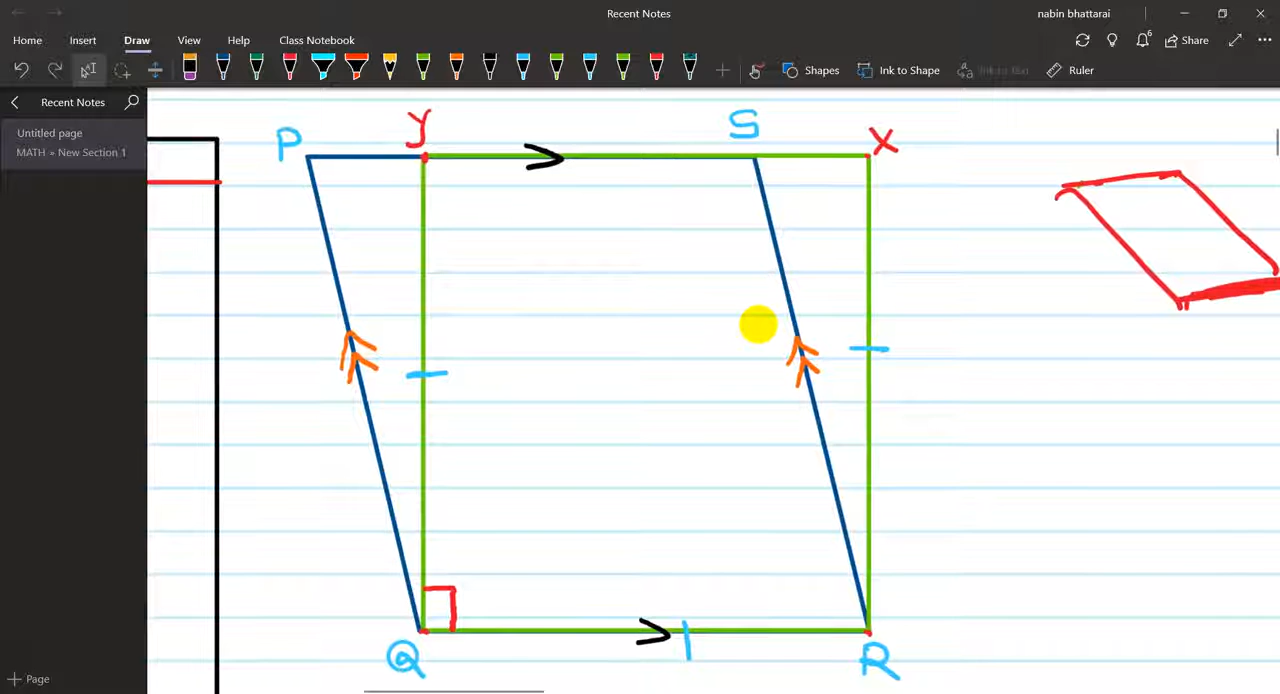 Recent Notes
nabin bhattarai
Home Insert Draw View Help Class Notebook
Share
Shapes
Ink to Shape
Ruler
Recent Notes
Untitled page
MATH » New Section 1
P y S X
Q R
Page